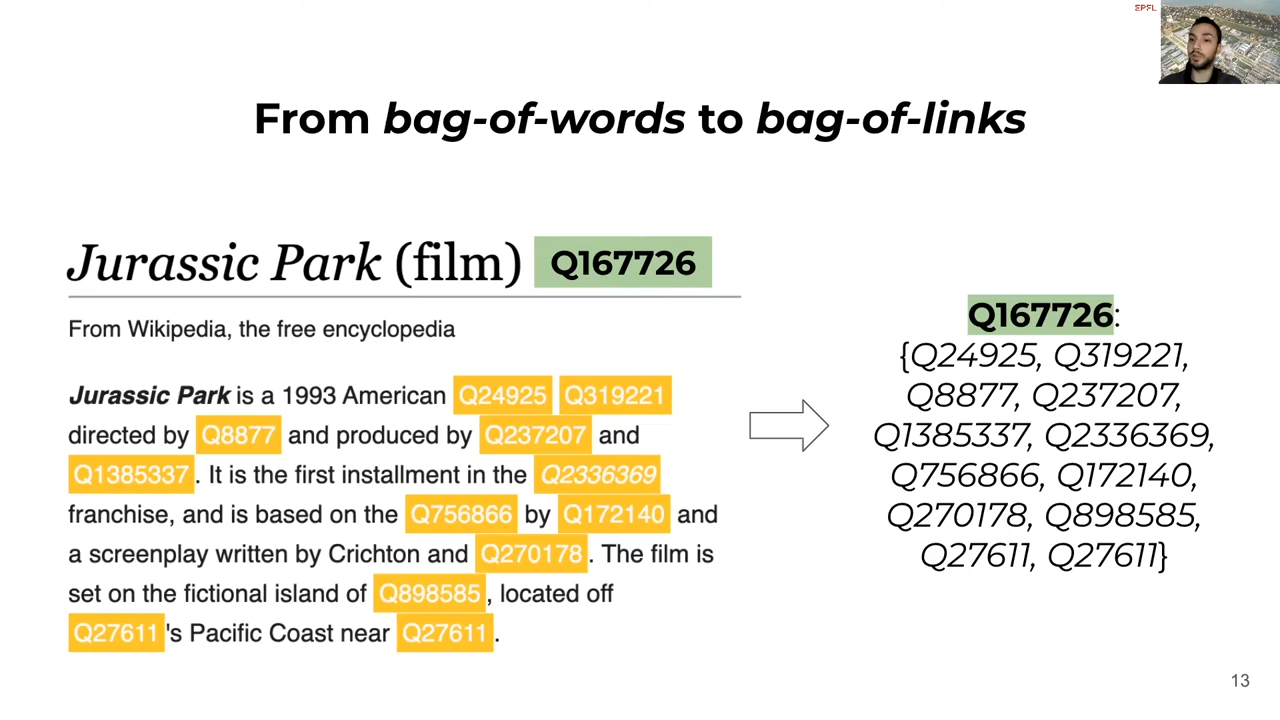 EPFL
From bag-of-words to bag-of-links
Jurassic Park (film) Q167726
From Wikipedia, the free encyclopedia
Jurassic Park is a 1993 American Q24925 Q319221
directed by Q8877 and produced by Q237207 and
Q1385337. It is the first installment in the Q2336369
franchise, and is based on the Q756866 by Q172140 and
a screenplay written by Crichton and Q270178. The film is
set on the fictional island of Q898585, located off
Q27611's Pacific Coast near Q27611.
Q167726:
{Q24925, Q319221,
Q8877, Q237207,
Q1385337, Q2336369,
Q756866, Q172140,
Q270178, Q898585,
Q27611, Q27611}
13